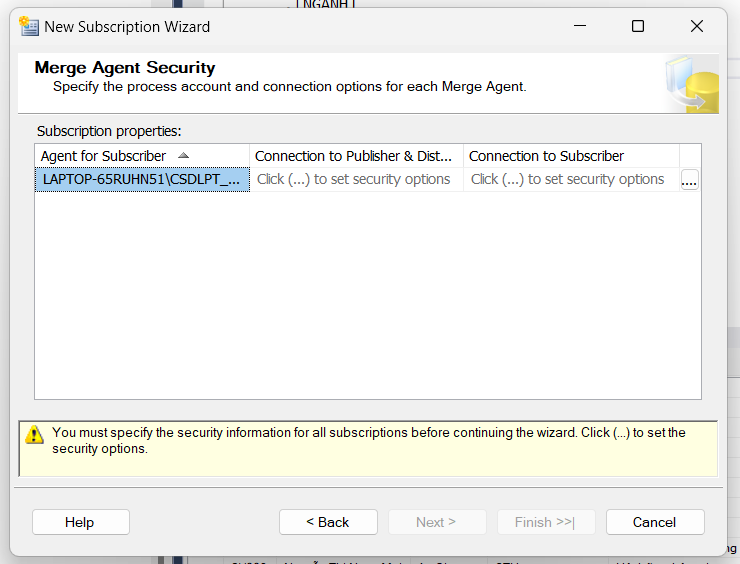 [NGANH]
New Subscription Wizard
Merge Agent Security
Specify the process account and connection options for each Merge Agent.
Subscription properties:
Agent for Subscriber Connection to Publisher & Dist... Connection to Subscriber
LAPTOP-65RUHN51\CSDLPT_... Click (...) to set security options Click (...) to set security options ....
You must specify the security information for all subscriptions before continuing the wizard. Click (...) to set the
security options.
Help < Back Next > Finish >>| Cancel